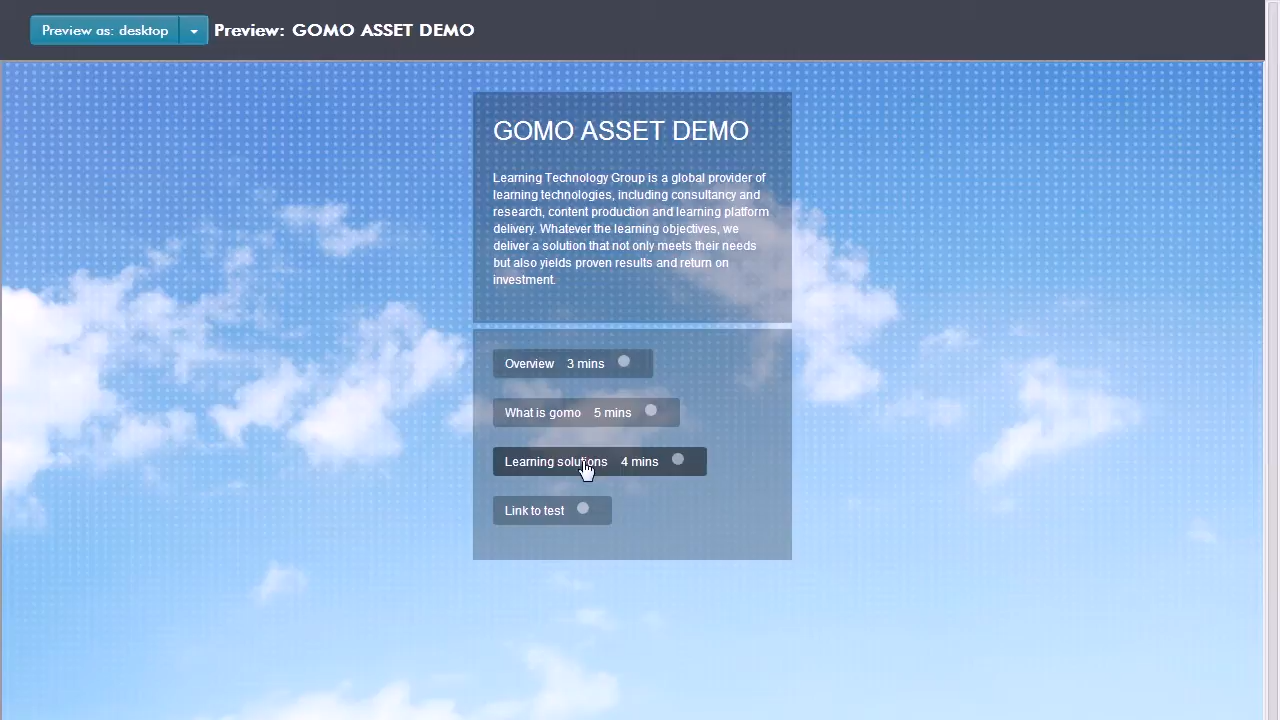 Preview as: desktop
Preview: GOMO ASSET DEMO
GOMO ASSET DEMO
Learning Technology Group is a global provider of
learning technologies, including consultancy and
research, content production and learning platform
delivery. Whatever the learning objectives, we
deliver a solution that not only meets their needs
but also yields proven results and return on
investment.
Overview 3 mins
What is gomo 5 mins
Learning solutions 4 mins
Link to test